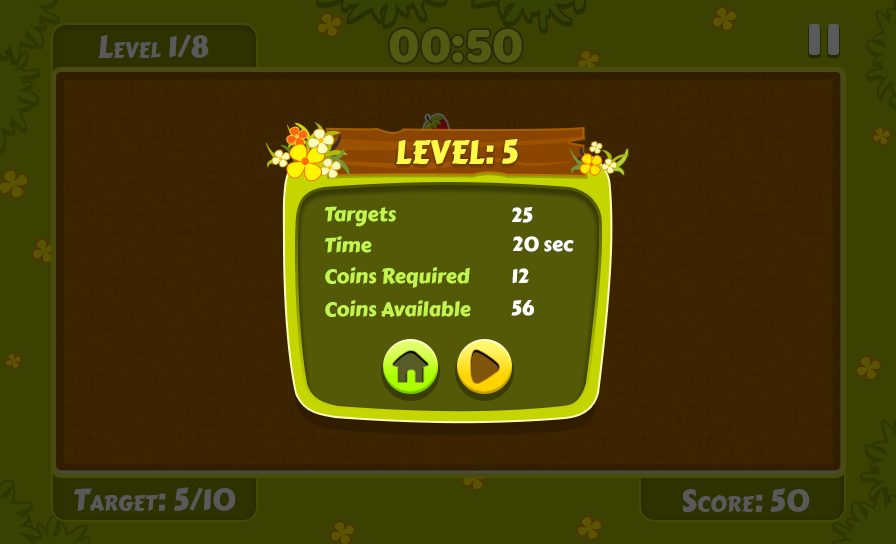 Level 1/8
00:50
LEVEL: 5
Targets 25
Time 20 sec
Coins Required 12
Coins Available 56
Target: 5/10
Score: 50